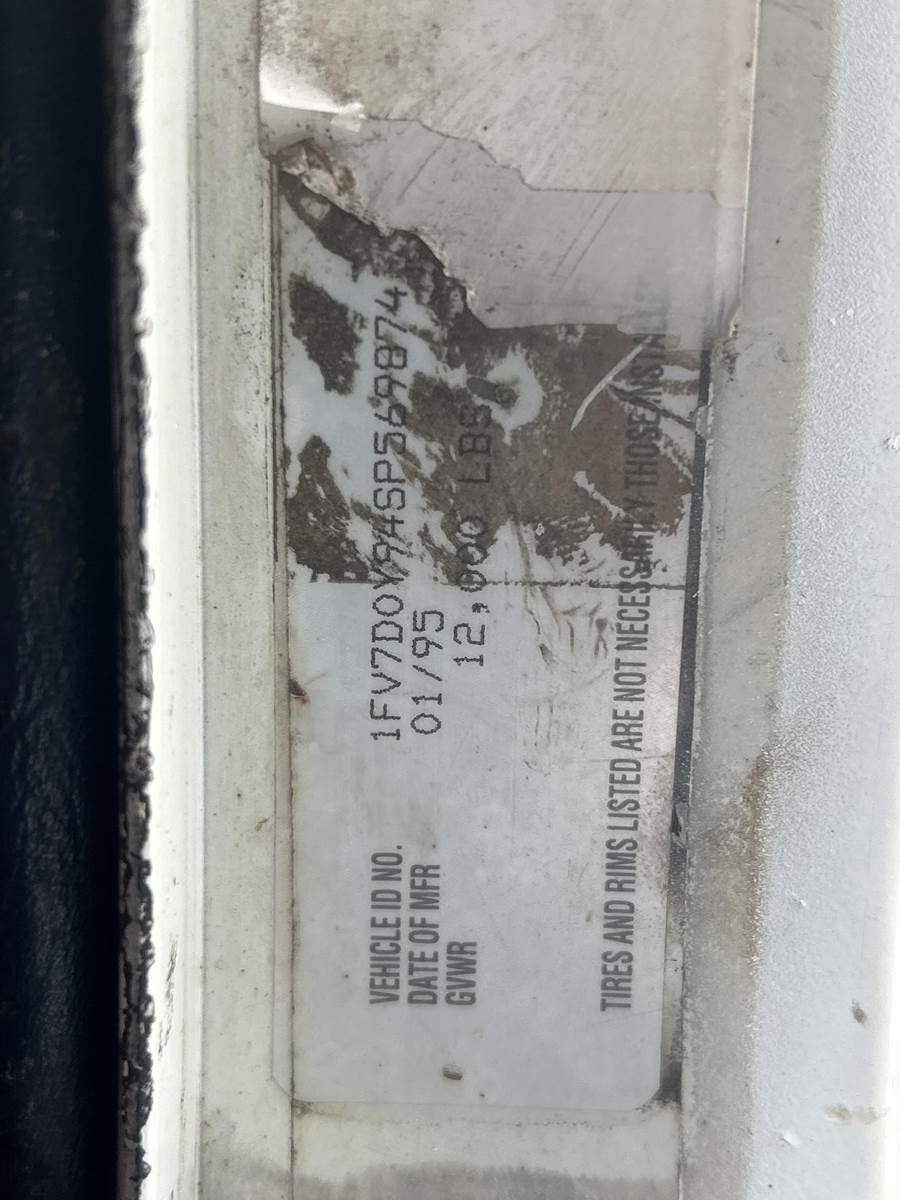 VEHICLE ID NO. 1FV7D0Y94SP569874
DATE OF MFR 01/95
GVWR 12,000 LBS
TIRES AND RIMS LISTED ARE NOT NECESSARILY THOSE